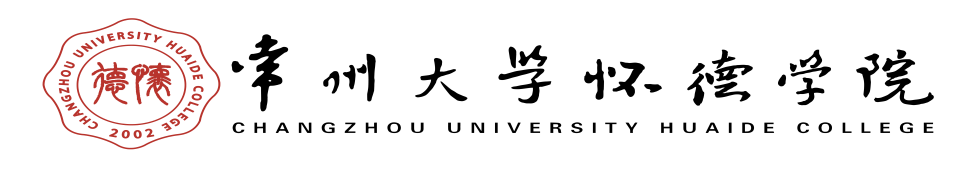 CHANGZHOU UNIVERSITY HUAIDE COLLEGE
德懷
2002
常州大学怀德学院
CHANGZHOU UNIVERSITY HUAIDE COLLEGE